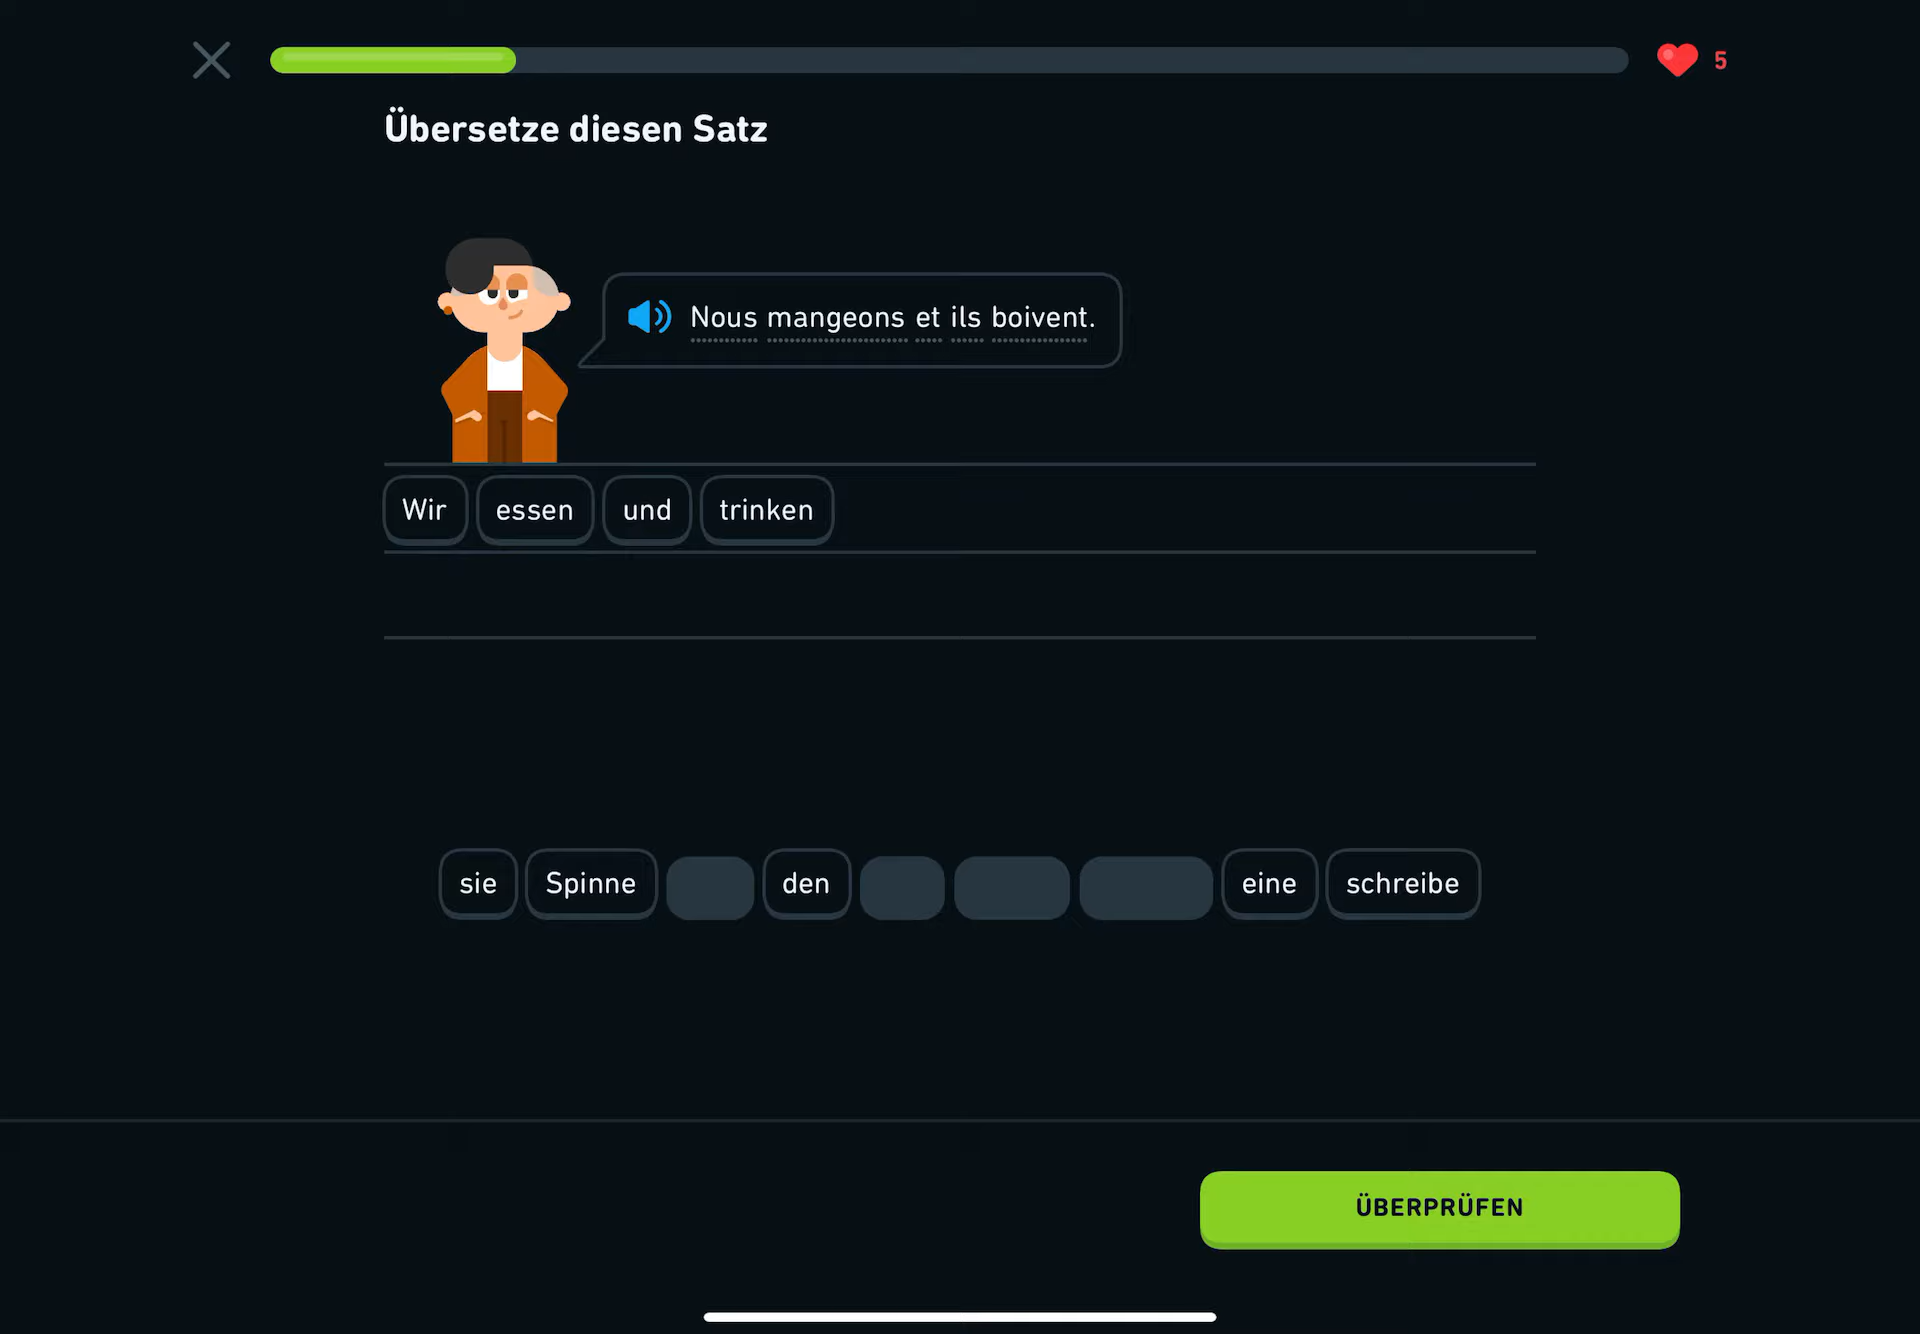 5
Übersetze diesen Satz
Nous mangeons et ils boivent.
Wir essen und trinken
sie Spinne den eine schreibe
ÜBERPRÜFEN